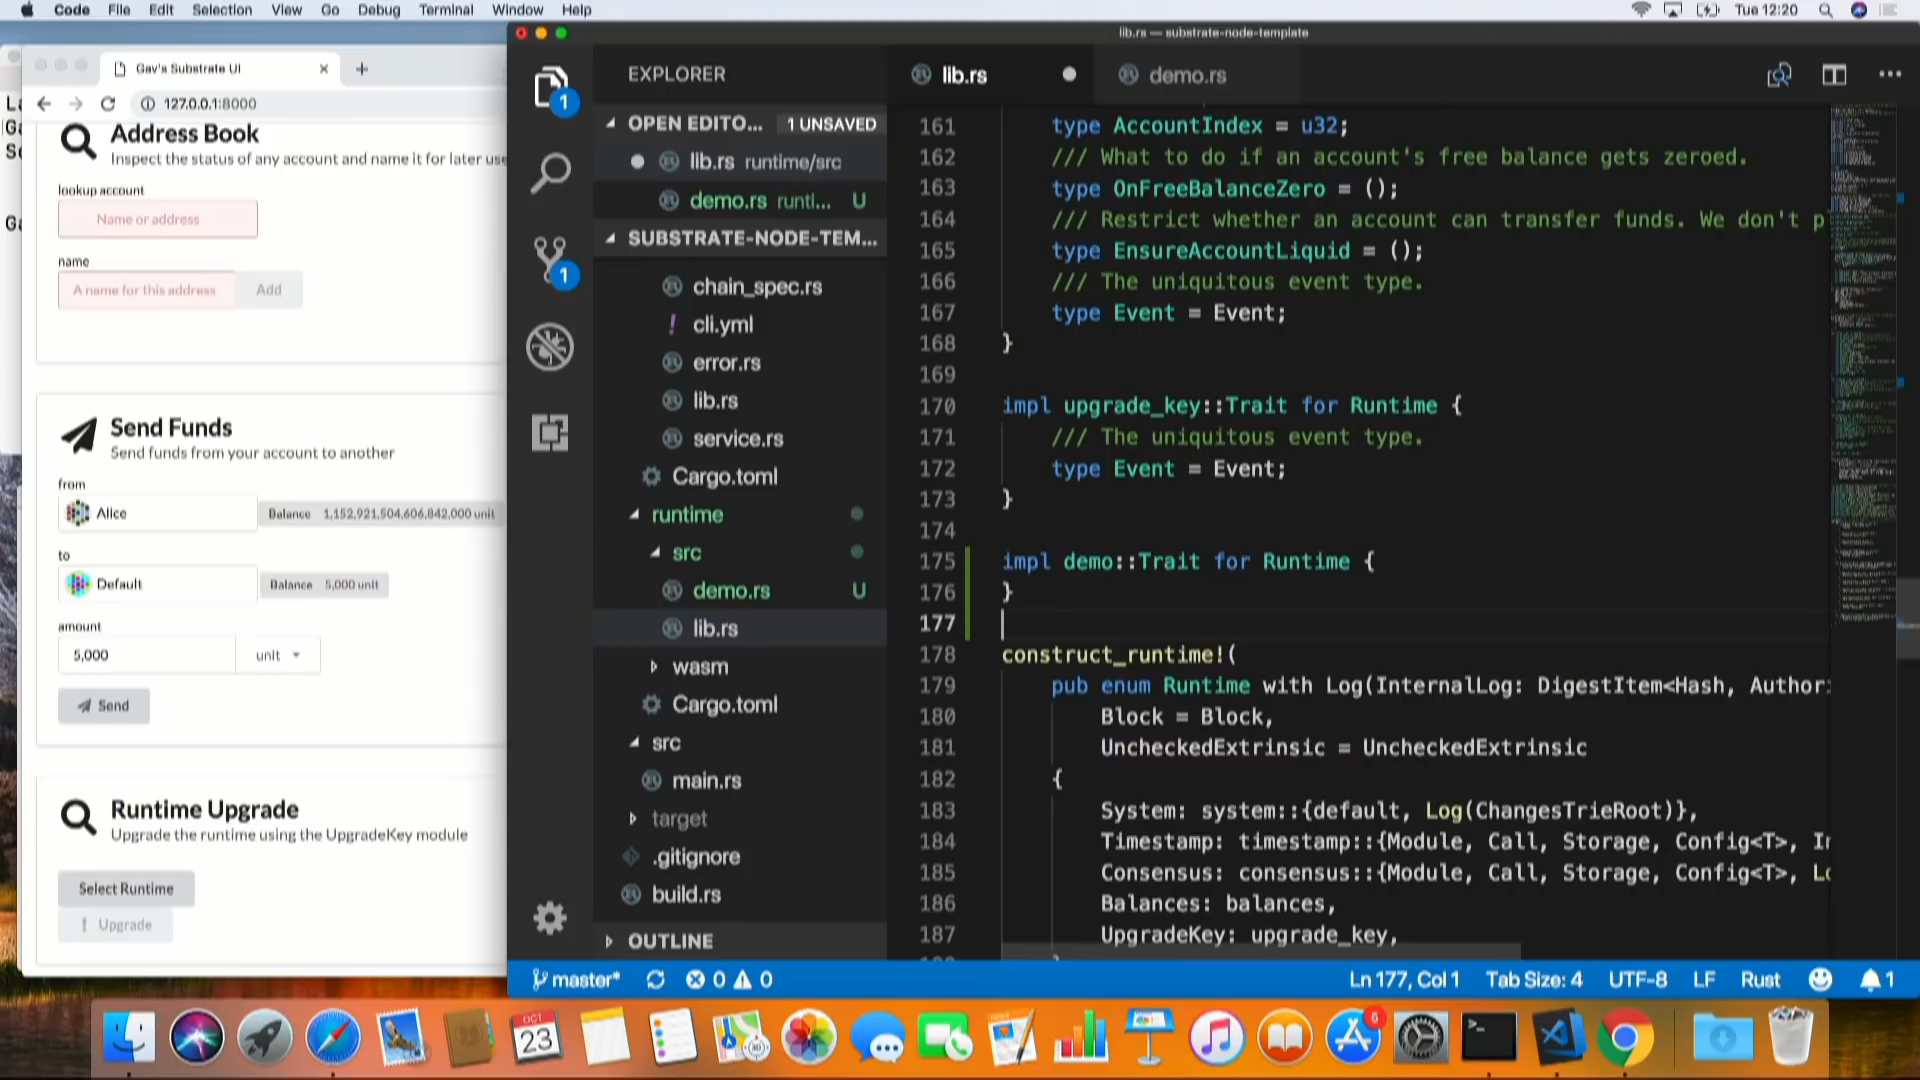 Code File Edit Selection View Go Debug Terminal Window Help
Tue 12:20
Gav's Substrate UI
127.0.0.1:8000
Address Book
Inspect the status of any account and name it for later use
lookup account
Name or address
name
A name for this address
Add
Send Funds
Send funds from your account to another
from
Alice
Balance 1,152,921,504,606,842,000 unit
to
Default
Balance 5,000 unit
amount
5,000
unit
Send
Runtime Upgrade
Upgrade the runtime using the UpgradeKey module
Select Runtime
! Upgrade
lib.rs — substrate-node-template
1
1
EXPLORER
OPEN EDITO... 1 UNSAVED
lib.rs runtime/src
demo.rs runti... U
SUBSTRATE-NODE-TEM...
chain_spec.rs
! cli.yml
error.rs
lib.rs
service.rs
Cargo.toml
runtime
src
demo.rs U
lib.rs
wasm
Cargo.toml
src
main.rs
target
.gitignore
build.rs
OUTLINE
lib.rs
demo.rs
161 type AccountIndex = u32;
162 /// What to do if an account's free balance gets zeroed.
163 type OnFreeBalanceZero = ();
164 /// Restrict whether an account can transfer funds. We don't p
165 type EnsureAccountLiquid = ();
166 /// The uniquitous event type.
167 type Event = Event;
168 }
169
170 impl upgrade_key::Trait for Runtime {
171 /// The uniquitous event type.
172 type Event = Event;
173 }
174
175 impl demo::Trait for Runtime {
176 }
177
178 construct_runtime!(
179 pub enum Runtime with Log(InternalLog: DigestItem<Hash, Author
180 Block = Block,
181 UncheckedExtrinsic = UncheckedExtrinsic
182 {
183 System: system::{default, Log(ChangesTrieRoot)},
184 Timestamp: timestamp::{Module, Call, Storage, Config<T>, In
185 Consensus: consensus::{Module, Call, Storage, Config<T>, Lo
186 Balances: balances,
187 UpgradeKey: upgrade_key,
master* 0 0
Ln 177, Col 1 Tab Size: 4 UTF-8 LF Rust 1
OCT
23
5